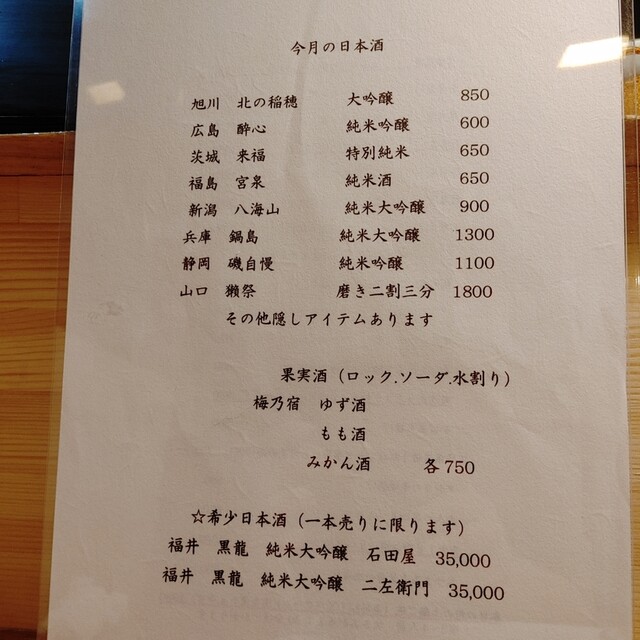 今月の日本酒
旭川 北の稲穂 大吟醸 850
広島 酔心 純米吟醸 600
茨城 来福 特別純米 650
福島 宮泉 純米酒 650
新潟 八海山 純米大吟醸 900
兵庫 鍋島 純米大吟醸 1300
静岡 磯自慢 純米吟醸 1100
山口 獺祭 磨き二割三分 1800
その他隠しアイテムあります
果実酒（ロック.ソーダ.水割り）
梅乃宿 ゆず酒
もも酒
みかん酒 各750
☆希少日本酒（一本売りに限ります）
福井 黒龍 純米大吟醸 石田屋 35,000
福井 黒龍 純米大吟醸 二左衛門 35,000